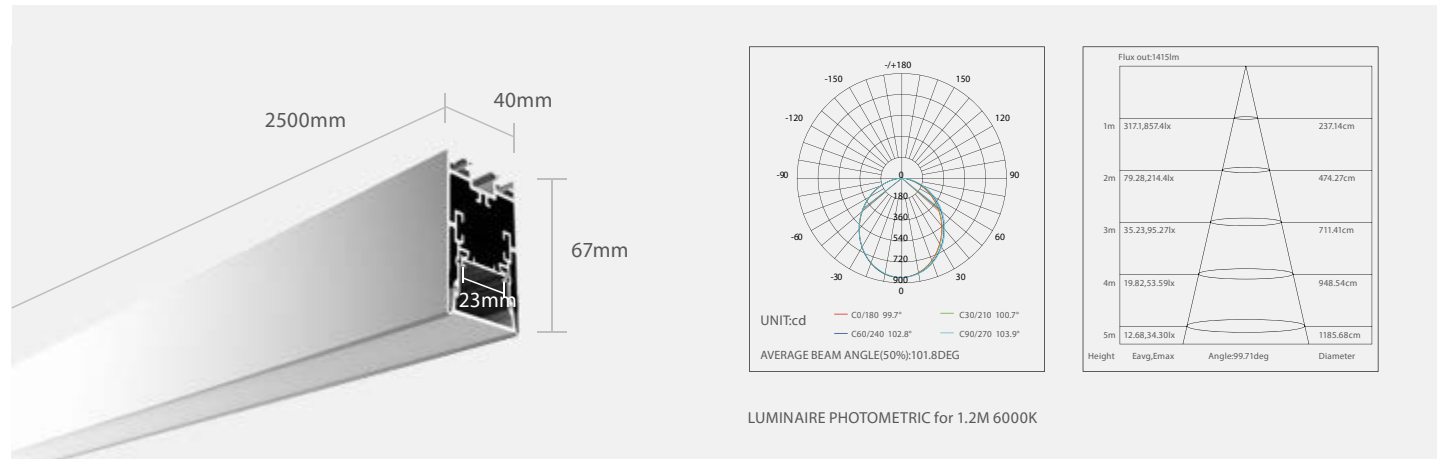 2500mm
40mm
67mm
23mm
-/+180
-150 150
-120 120
-90 0 90
180
-60 360 60
540
-30 720 30
900
0
UNIT:cd
C0/180 99.7° C30/210 100.7°
C60/240 102.8° C90/270 103.9°
AVERAGE BEAM ANGLE(50%):101.8DEG
Flux out:1415lm
1m 317.1,857.4lx 237.14cm
2m 79.28,214.4lx 474.27cm
3m 35.23,95.27lx 711.41cm
4m 19.82,53.59lx 948.54cm
5m 12.68,34.30lx 1185.68cm
Height Eavg,Emax Angle:99.71deg Diameter
LUMINAIRE PHOTOMETRIC for 1.2M 6000K